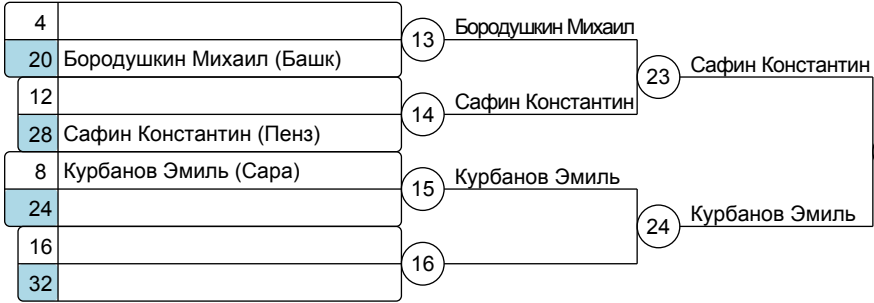 4
13
Бородушкин Михаил
20 Бородушкин Михаил (Башк)
23
Сафин Константин
12
14
Сафин Константин
28 Сафин Константин (Пенз)
8 Курбанов Эмиль (Сара)
15
Курбанов Эмиль
24
24
Курбанов Эмиль
16
16
32